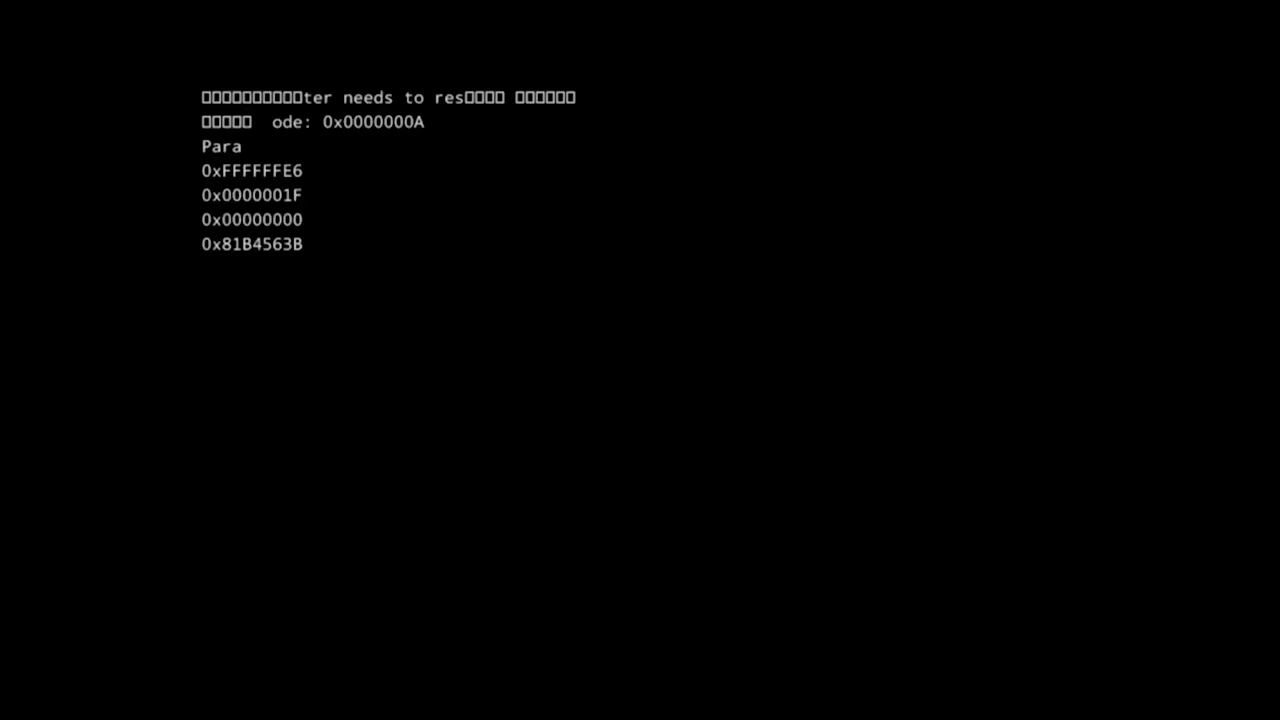 ▯▯▯▯▯▯▯▯▯▯ter needs to res▯▯▯▯ ▯▯▯▯▯▯
▯▯▯▯▯  ode: 0x0000000A
Para
0xFFFFFFE6
0x0000001F
0x00000000
0x81B4563B